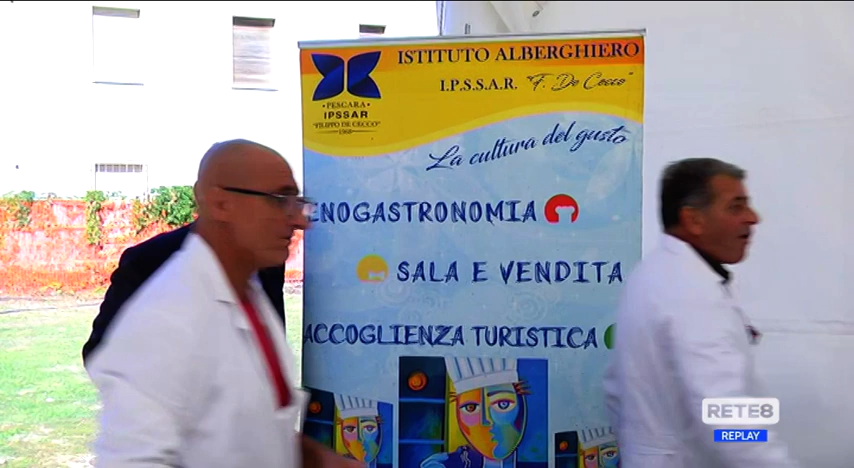 ISTITUTO ALBERGHIERO
I.P.S.S.A.R. "F. De Cecco"
• PESCARA •
IPSSAR
"FILIPPO DE CECCO"
La cultura del gusto
ENOGASTRONOMIA
SALA E VENDITA
ACCOGLIENZA TURISTICA
RETE8
REPLAY